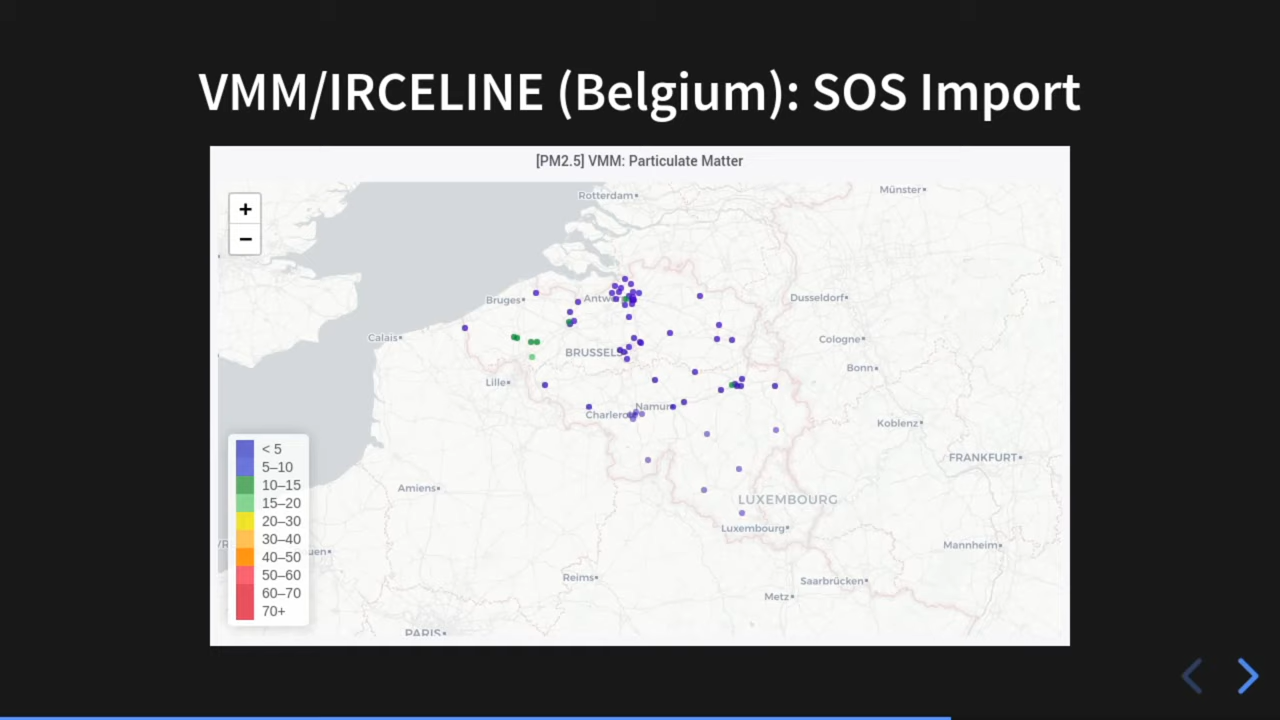 VMM/IRCELINE (Belgium): SOS Import
[PM2.5] VMM: Particulate Matter
+
−
Rotterdam
Münster
Bruges
Antw
Dusseldorf
Calais
Cologne
BRUSSELS
Bonn
Lille
Namur
Charlero
Koblenz
FRANKFURT
Amiens
LUXEMBOURG
Luxembourg
uen
Mannheim
Reims
Saarbrücken
Metz
PARIS
< 5
5–10
10–15
15–20
20–30
30–40
40–50
50–60
60–70
70+